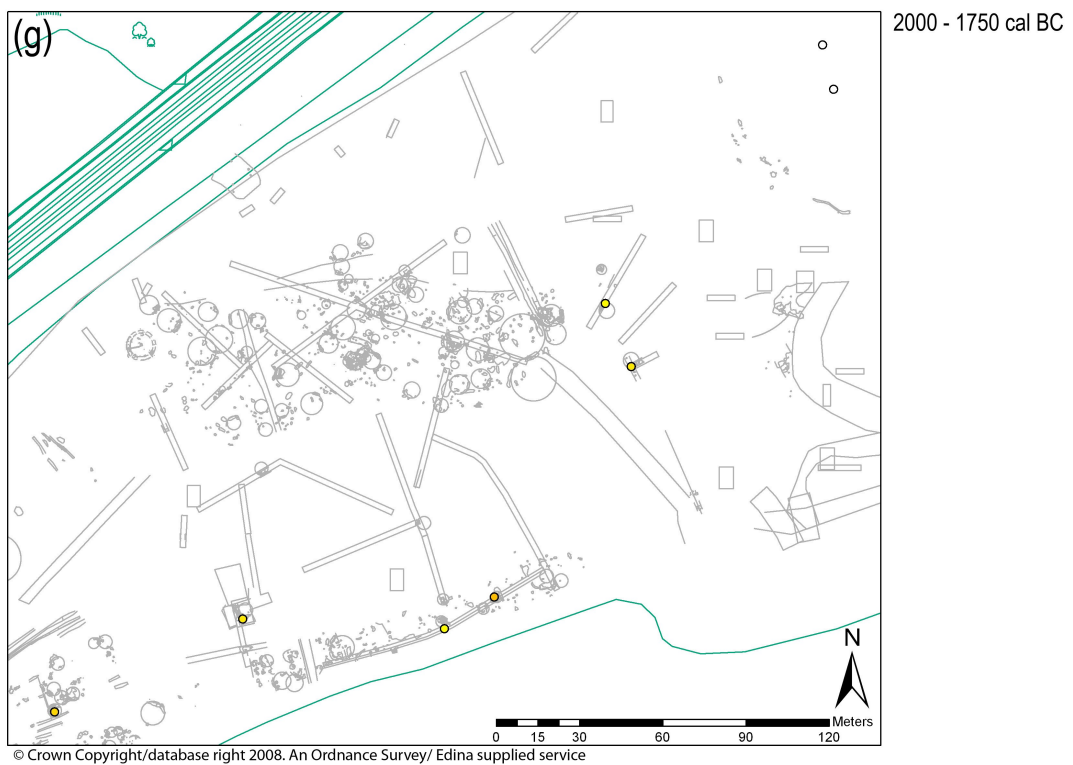 (g)
2000 - 1750 cal BC
N
Meters
0 15 30 60 90 120
© Crown Copyright/database right 2008. An Ordnance Survey/ Edina supplied service